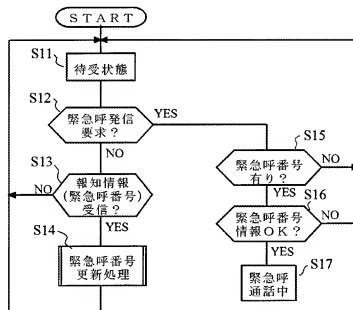 START
S11
待受状態
S12
緊急呼発信
要求？
YES
NO
S13
報知情報
(緊急呼番号)
受信？
NO
YES
S14
緊急呼番号
更新処理
S15
緊急呼番号
有り？
NO
YES
S16
緊急呼番号
情報OK？
NO
YES
S17
緊急呼
通話中